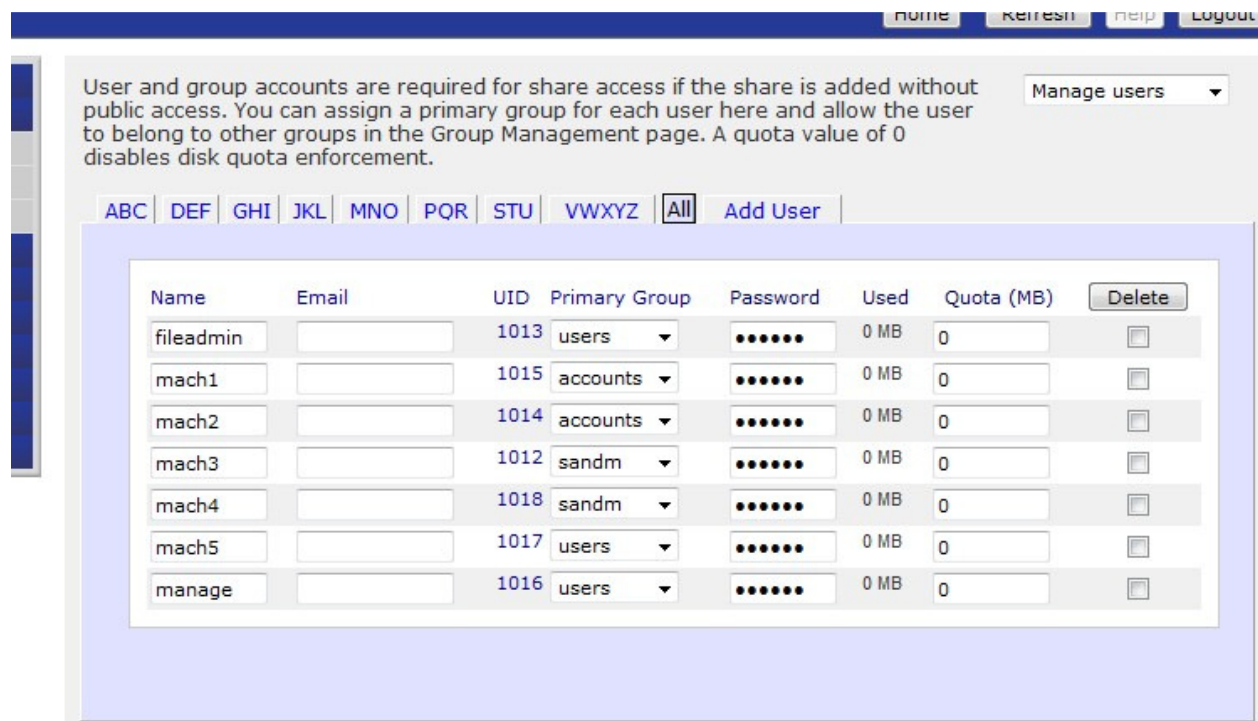 Home Refresh Help Logout
User and group accounts are required for share access if the share is added without
public access. You can assign a primary group for each user here and allow the user
to belong to other groups in the Group Management page. A quota value of 0
disables disk quota enforcement.
Manage users
ABC DEF GHI JKL MNO PQR STU VWXYZ All Add User
Name Email UID Primary Group Password Used Quota (MB) Delete
fileadmin 1013 users •••••• 0 MB 0
mach1 1015 accounts •••••• 0 MB 0
mach2 1014 accounts •••••• 0 MB 0
mach3 1012 sandm •••••• 0 MB 0
mach4 1018 sandm •••••• 0 MB 0
mach5 1017 users •••••• 0 MB 0
manage 1016 users •••••• 0 MB 0